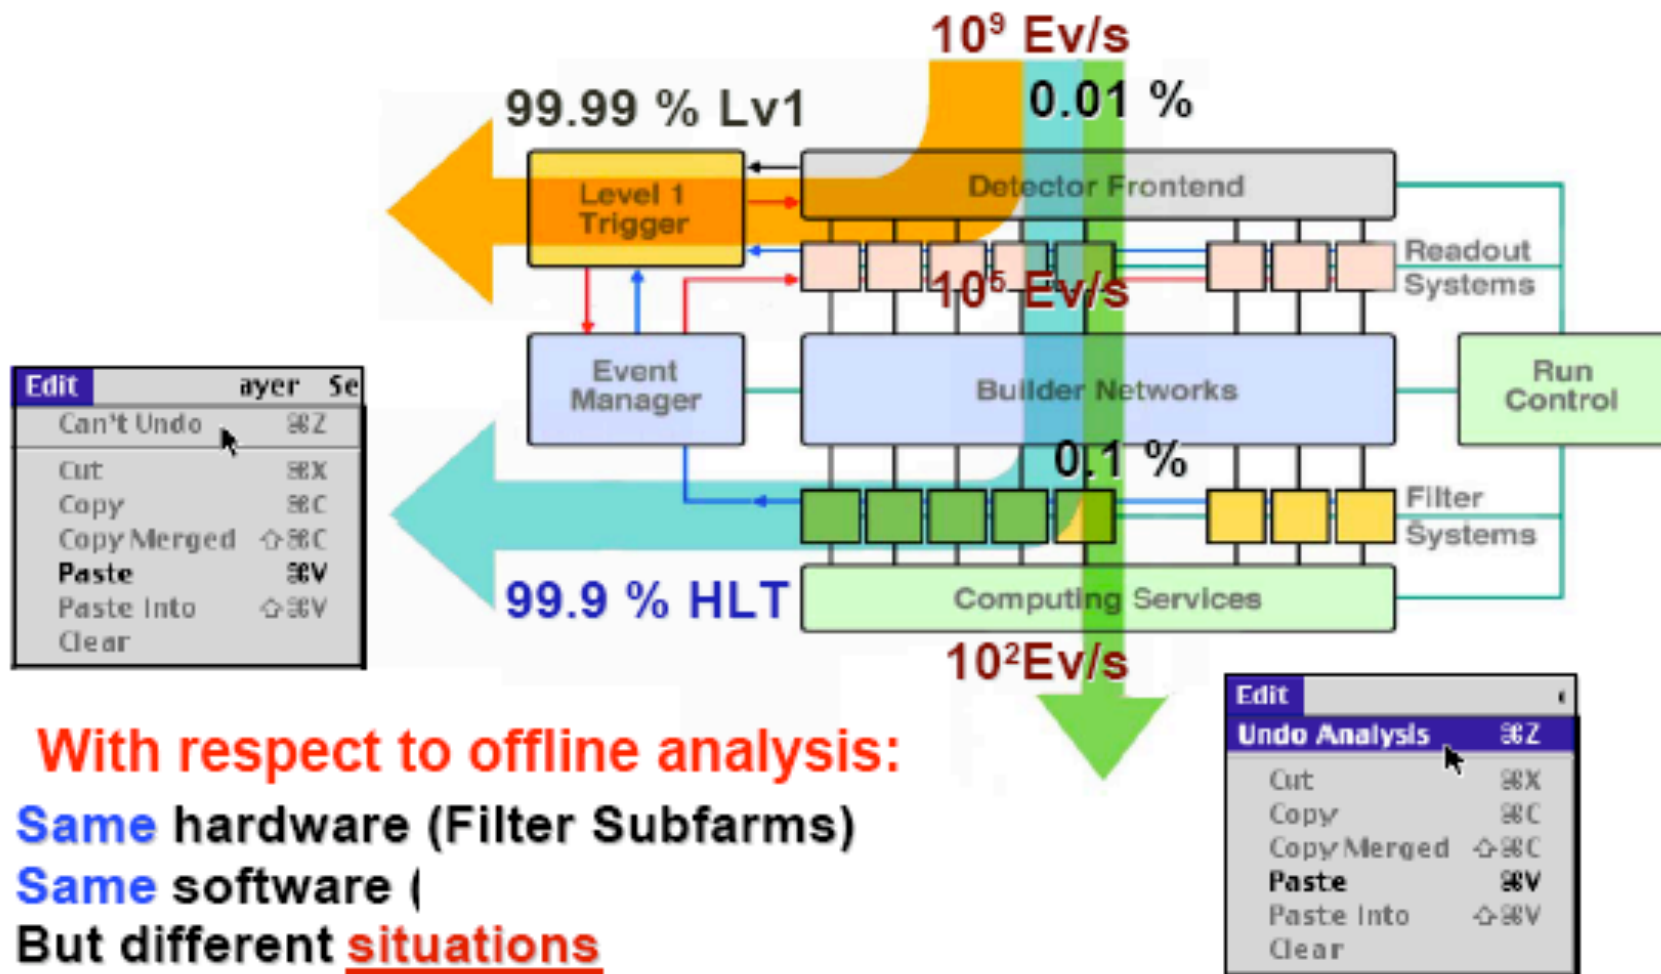 10⁹ Ev/s
99.99 % Lv1
0.01 %
Level 1
Trigger
Detector Frontend
Readout
Systems
10⁵ Ev/s
Event
Manager
Builder Networks
Run
Control
0.1 %
Filter
Systems
99.9 % HLT
Computing Services
10²Ev/s
Edit ayer Se
Can't Undo ⌘Z
Cut ⌘X
Copy ⌘C
Copy Merged ⇧⌘C
Paste ⌘V
Paste Into ⇧⌘V
Clear
Edit
Undo Analysis ⌘Z
Cut ⌘X
Copy ⌘C
Copy Merged ⇧⌘C
Paste ⌘V
Paste Into ⇧⌘V
Clear
With respect to offline analysis:
Same hardware (Filter Subfarms)
Same software (
But different situations